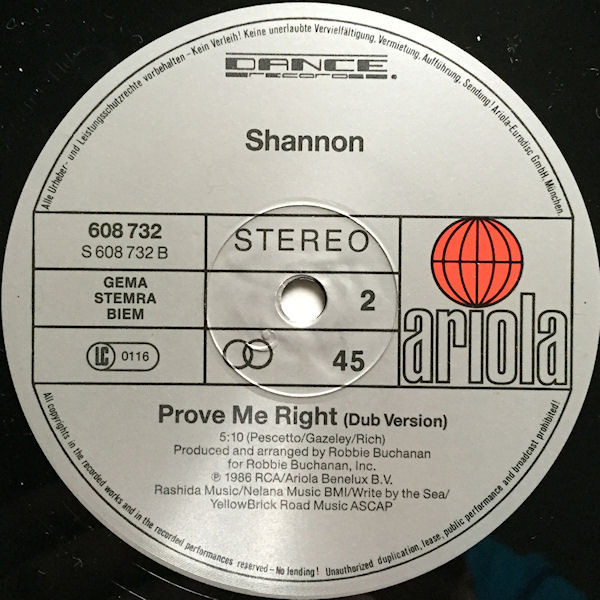 Alle Urheber- und Leistungsschutzrechte vorbehalten – Kein Verleih! Keine unerlaubte Vervielfältigung, Vermietung, Aufführung, Sendung! Ariola-Eurodisc GmbH, München.
DANCE
records.
Shannon
608 732
S 608 732 B
STEREO
GEMA
STEMRA
BIEM
2
LC 0116
45
ariola
Prove Me Right (Dub Version)
5:10 (Pescetto/Gazeley/Rich)
Produced and arranged by Robbie Buchanan
for Robbie Buchanan, Inc.
℗ 1986 RCA/Ariola Benelux B.V.
Rashida Music/Nelana Music BMI/Write by the Sea/
YellowBrick Road Music ASCAP
All copyrights in the recorded works and in the recorded performances reserved – No lending! Unauthorized duplication, lease, public performance and broadcast prohibited!